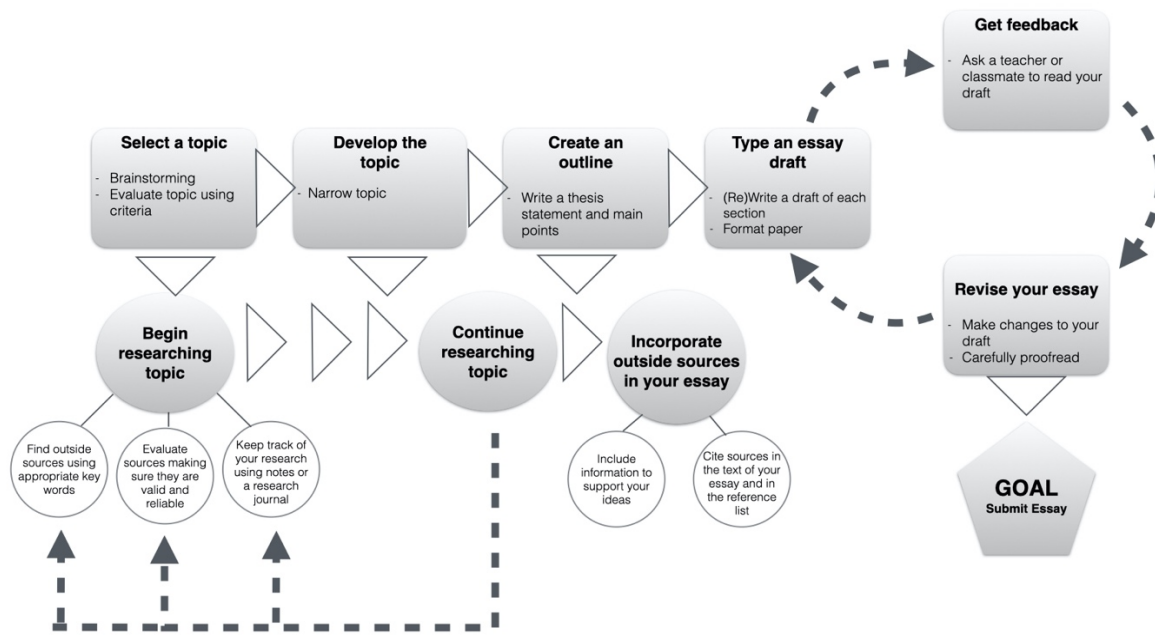 Select a topic
- Brainstorming
- Evaluate topic using
criteria
Develop the
topic
- Narrow topic
Create an
outline
- Write a thesis
statement and main
points
Type an essay
draft
- (Re)Write a draft of each
section
- Format paper
Get feedback
- Ask a teacher or
classmate to read your
draft
Revise your essay
- Make changes to your
draft
- Carefully proofread
GOAL
Submit Essay
Begin
researching
topic
Find outside
sources using
appropriate key
words
Evaluate
sources making
sure they are
valid and
reliable
Keep track of
your research
using notes or
a research
journal
Continue
researching
topic
Incorporate
outside sources
in your essay
Include
information to
support your
ideas
Cite sources in
the text of your
essay and in
the reference
list